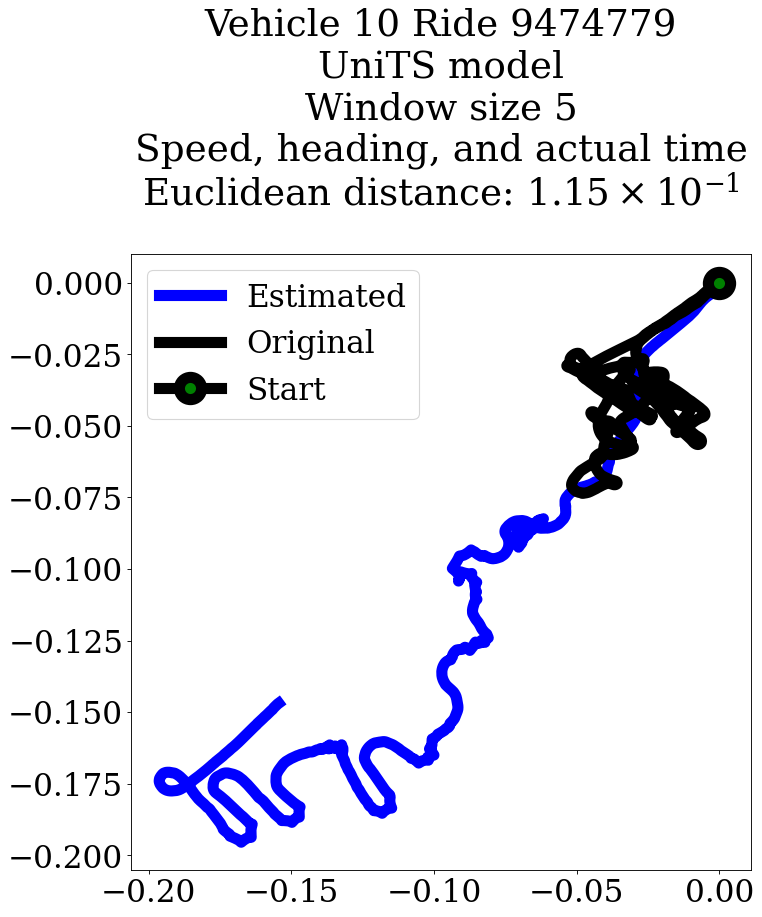 Vehicle 10 Ride 9474779
UniTS model
Window size 5
Speed, heading, and actual time
Euclidean distance: 1.15 × 10⁻¹
Estimated
Original
Start
0.000
−0.025
−0.050
−0.075
−0.100
−0.125
−0.150
−0.175
−0.200
−0.20 −0.15 −0.10 −0.05 0.00